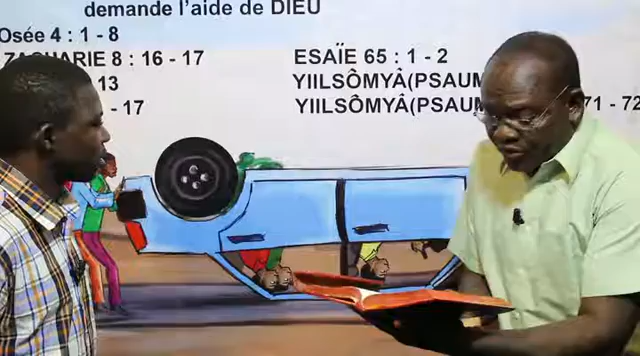 demande l'aide de DIEU
Osée 4 : 1 - 8
ZACHARIE 8 : 16 - 17
13
- 17
ESAÏE 65 : 1 - 2
YIILSÔMYÂ(PSAUM
YIILSÔMYÂ(PSAUM 71 - 72